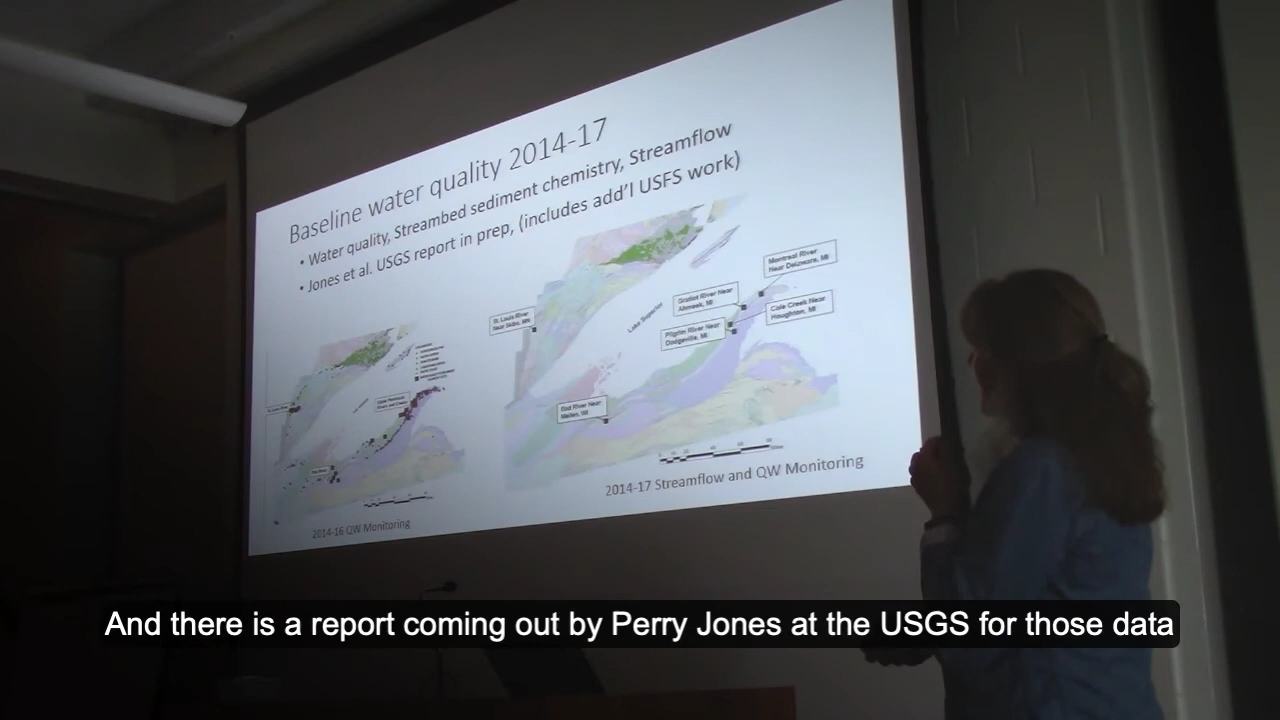 Baseline water quality 2014-17
• Water quality, Streambed sediment chemistry, Streamflow
• Jones et al. USGS report in prep, (includes add'l USFS work)
St. Louis River
Near Skibo, MN
Lake Superior
Montreal River
Near Delaware, MI
Gratiot River Near
Ahmeek, MI
Cole Creek Near
Houghton, MI
Pilgrim River Near
Dodgeville, MI
Bad River Near
Mellen, WI
2014-16 QW Monitoring
2014-17 Streamflow and QW Monitoring
And there is a report coming out by Perry Jones at the USGS for those data